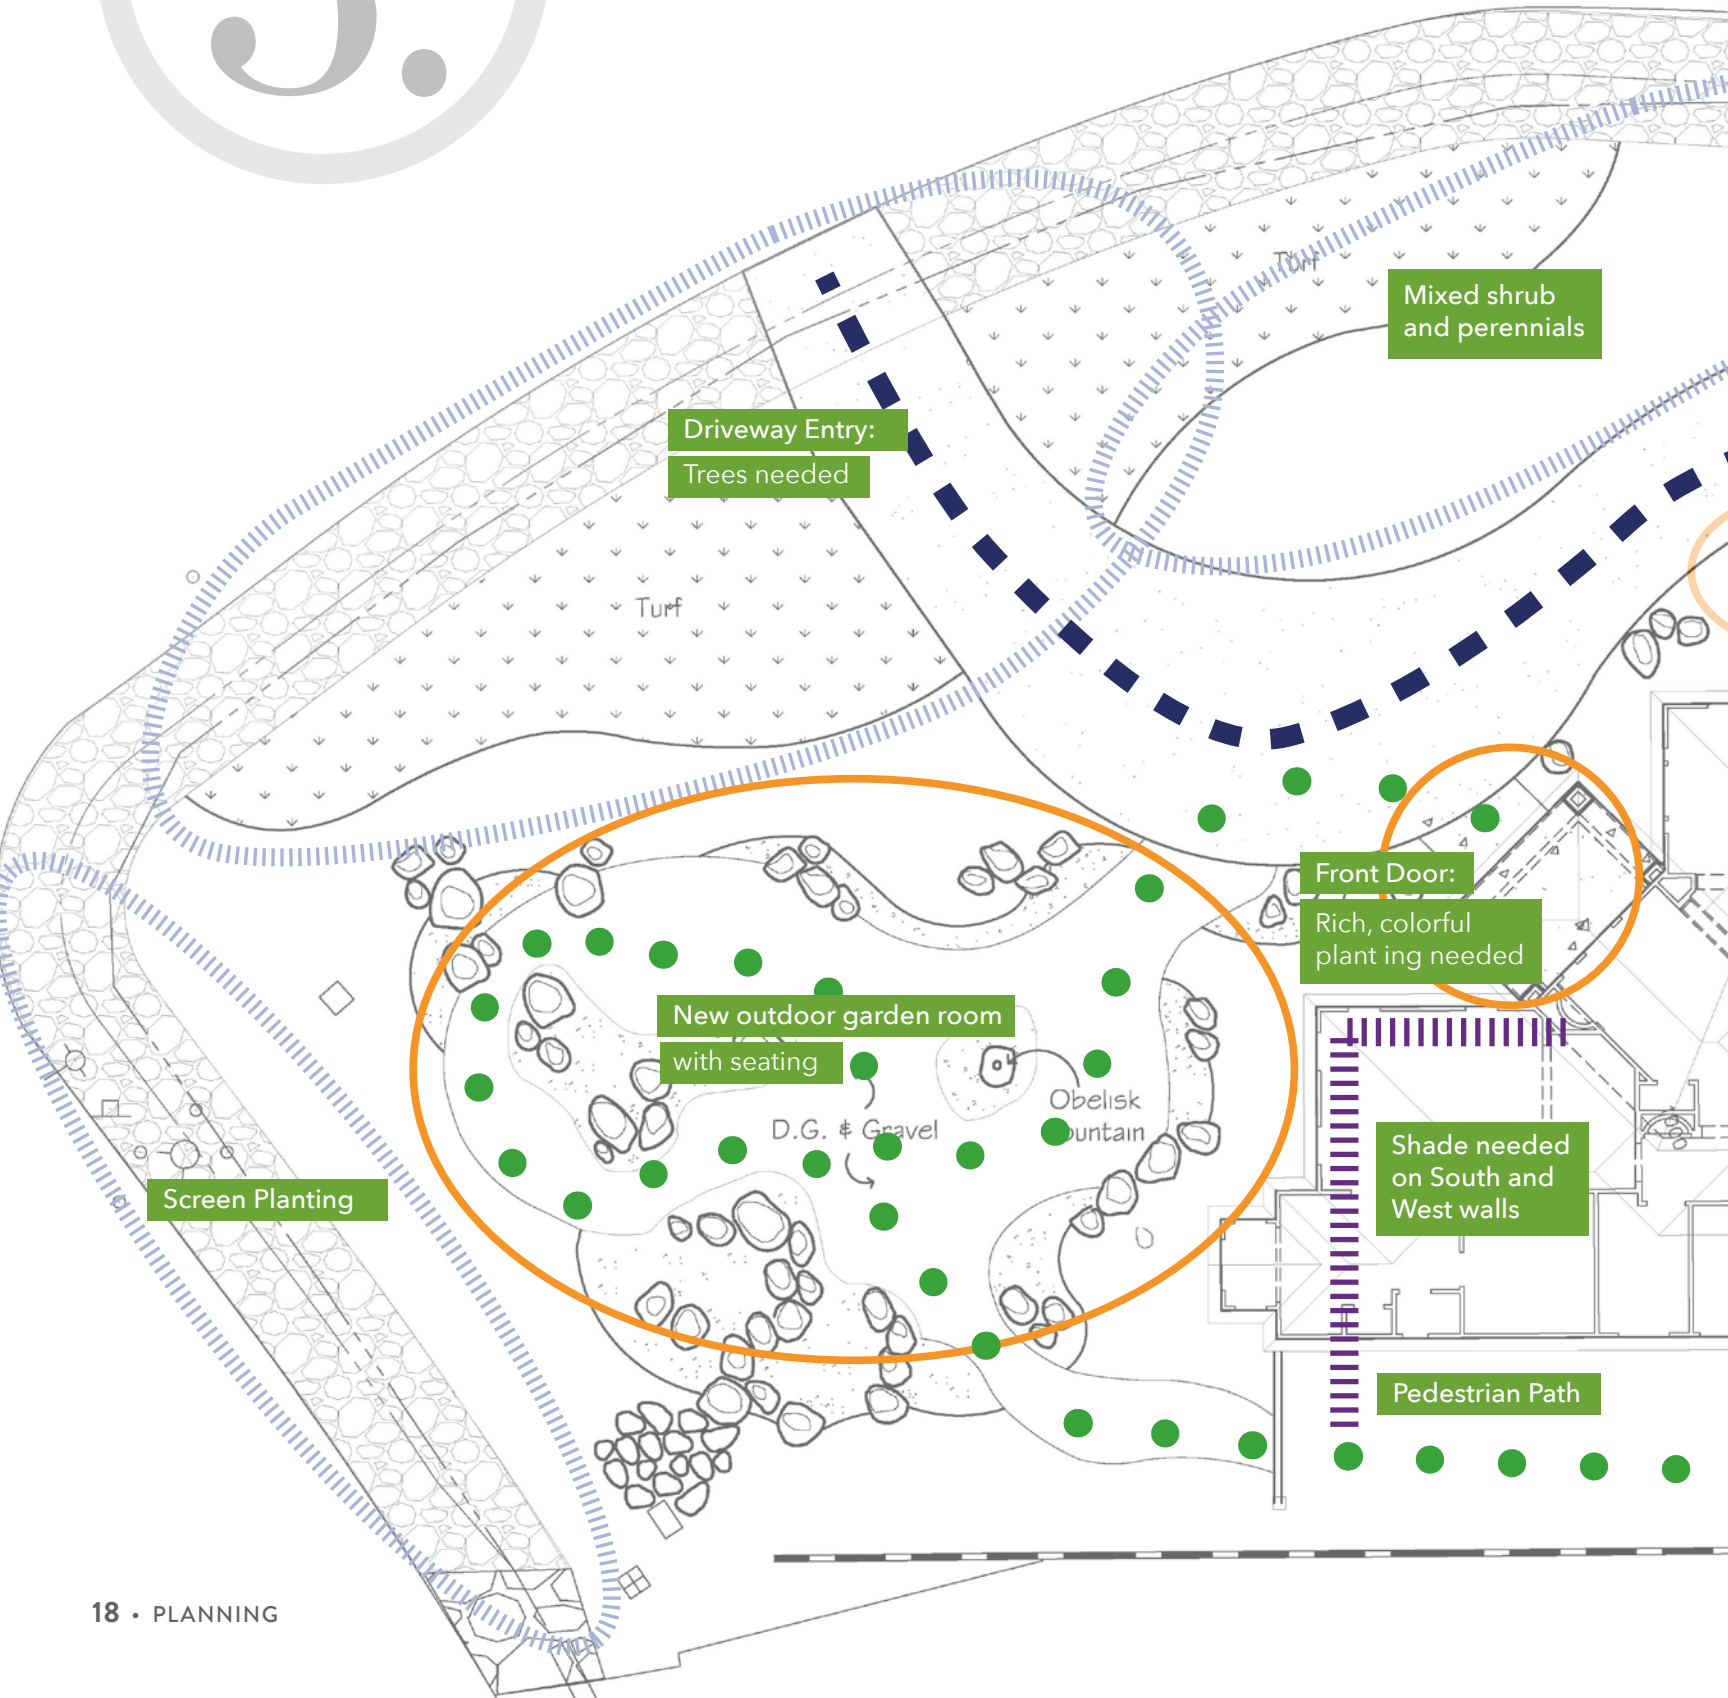 Turf
Mixed shrub
and perennials
Driveway Entry:
Trees needed
Turf
Front Door:
Rich, colorful
plant ing needed
New outdoor garden room
with seating
Obelisk
ountain
D.G. & Gravel
Shade needed
on South and
West walls
Screen Planting
Pedestrian Path
18 • PLANNING